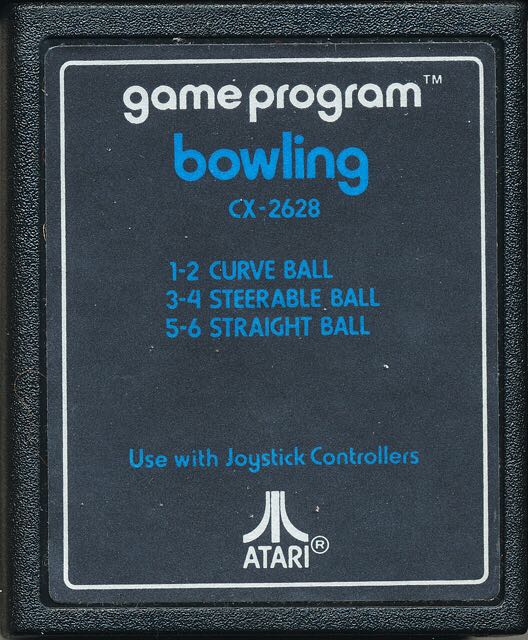 game program™
bowling
CX-2628
1-2 CURVE BALL
3-4 STEERABLE BALL
5-6 STRAIGHT BALL
Use with Joystick Controllers
ATARI®